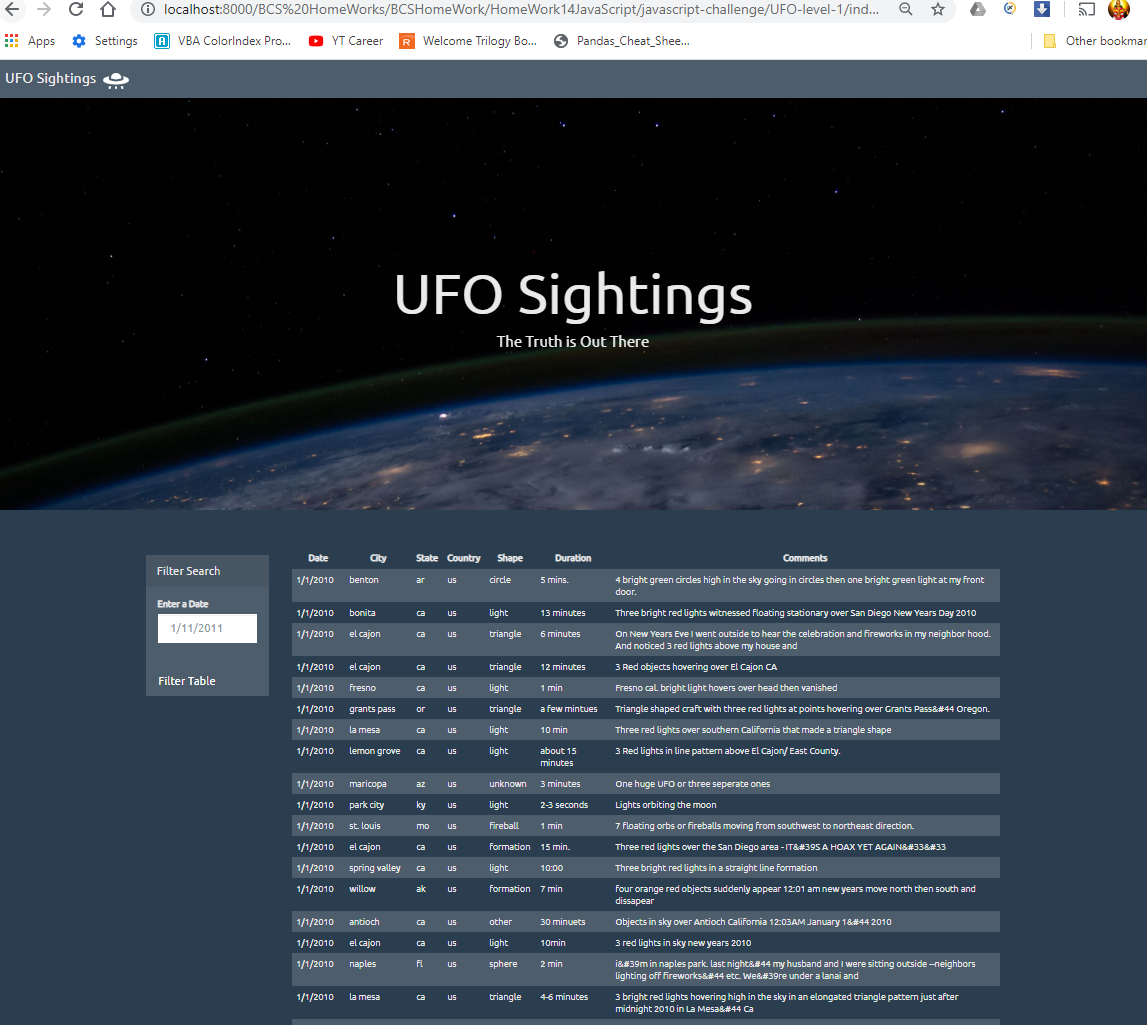 localhost:8000/BCS%20HomeWorks/BCSHomeWork/HomeWork14JavaScript/javascript-challenge/UFO-level-1/ind...
Apps Settings A VBA ColorIndex Pro... YT Career R Welcome Trilogy Bo... Pandas_Cheat_Shee... Other bookmar
UFO Sightings
UFO Sightings
The Truth is Out There
Filter Search
Enter a Date
1/11/2011
Filter Table
Date City State Country Shape Duration Comments
1/1/2010 benton ar us circle 5 mins. 4 bright green circles high in the sky going in circles then one bright green light at my front
door.
1/1/2010 bonita ca us light 13 minutes Three bright red lights witnessed floating stationary over San Diego New Years Day 2010
1/1/2010 el cajon ca us triangle 6 minutes On New Years Eve I went outside to hear the celebration and fireworks in my neighbor hood.
And noticed 3 red lights above my house and
1/1/2010 el cajon ca us triangle 12 minutes 3 Red objects hovering over El Cajon CA
1/1/2010 fresno ca us light 1 min Fresno cal. bright light hovers over head then vanished
1/1/2010 grants pass or us triangle a few mintues Triangle shaped craft with three red lights at points hovering over Grants Pass&#44 Oregon.
1/1/2010 la mesa ca us light 10 min Three red lights over southern California that made a triangle shape
1/1/2010 lemon grove ca us light about 15 3 Red lights in line pattern above El Cajon/ East County.
minutes
1/1/2010 maricopa az us unknown 3 minutes One huge UFO or three seperate ones
1/1/2010 park city ky us light 2-3 seconds Lights orbiting the moon
1/1/2010 st. louis mo us fireball 1 min 7 floating orbs or fireballs moving from southwest to northeast direction.
1/1/2010 el cajon ca us formation 15 min. Three red lights over the San Diego area - IT&#39S A HOAX YET AGAIN&#33&#33
1/1/2010 spring valley ca us light 10:00 Three bright red lights in a straight line formation
1/1/2010 willow ak us formation 7 min four orange red objects suddenly appear 12:01 am new years move north then south and
dissapear
1/1/2010 antioch ca us other 30 minuets Objects in sky over Antioch California 12:03AM January 1&#44 2010
1/1/2010 el cajon ca us light 10min 3 red lights in sky new years 2010
1/1/2010 naples fl us sphere 2 min i&#39m in naples park. last night&#44 my husband and I were sitting outside --neighbors
lighting off fireworks&#44 etc. We&#39re under a lanai and
1/1/2010 la mesa ca us triangle 4-6 minutes 3 bright red lights hovering high in the sky in an elongated triangle pattern just after
midnight 2010 in La Mesa&#44 Ca